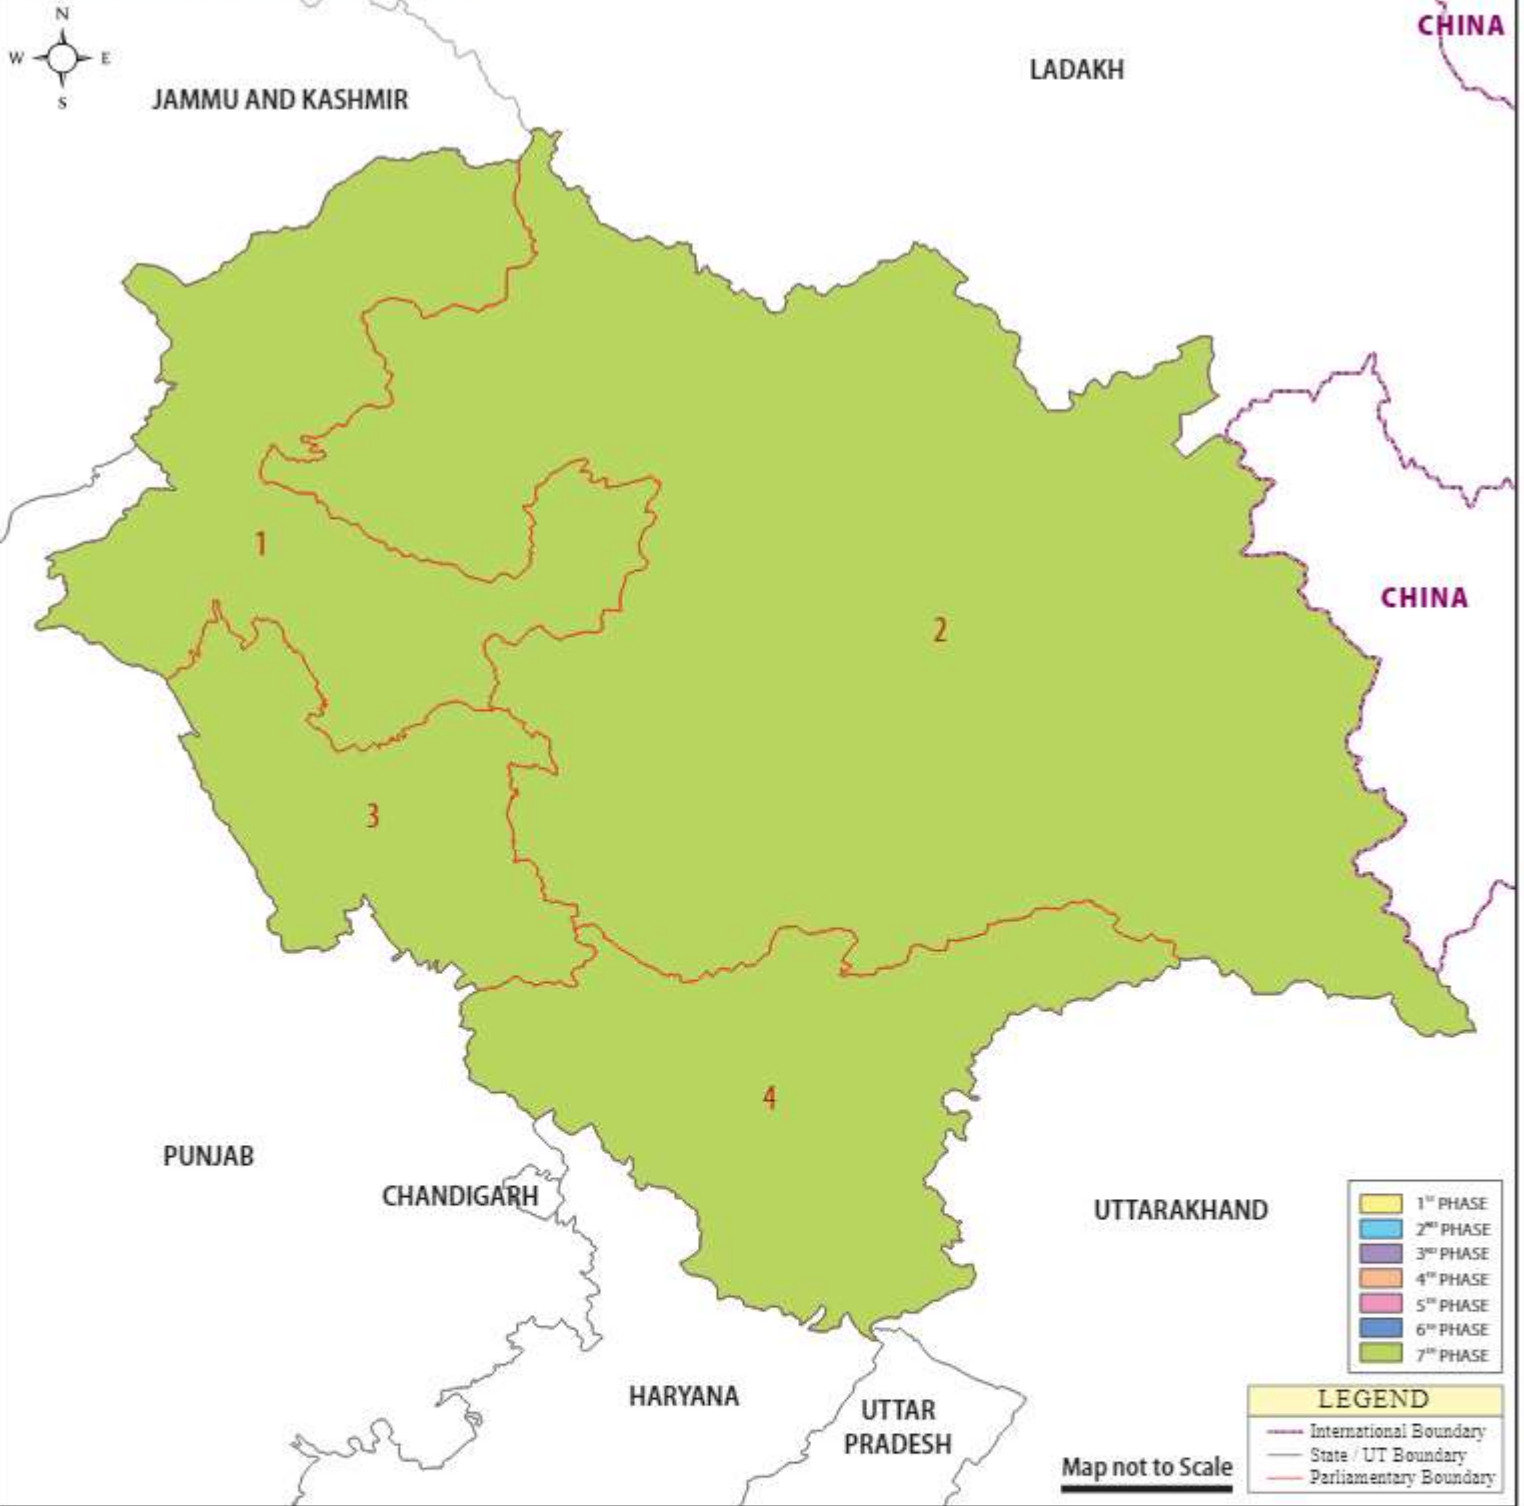 N
W E
S
CHINA
LADAKH
JAMMU AND KASHMIR
1
CHINA
2
3
4
PUNJAB
CHANDIGARH
UTTARAKHAND
1ST PHASE
2ND PHASE
3RD PHASE
4TH PHASE
5TH PHASE
6TH PHASE
7TH PHASE
HARYANA
UTTAR
PRADESH
Map not to Scale
LEGEND
International Boundary
State / UT Boundary
Parliamentary Boundary